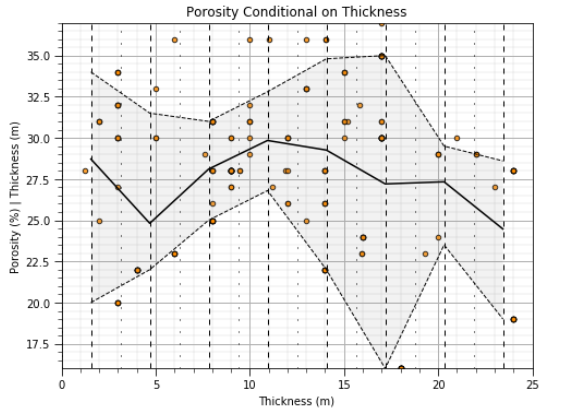 Porosity Conditional on Thickness
Porosity (%) | Thickness (m)
35.0
32.5
30.0
27.5
25.0
22.5
20.0
17.5
0 5 10 15 20 25
Thickness (m)